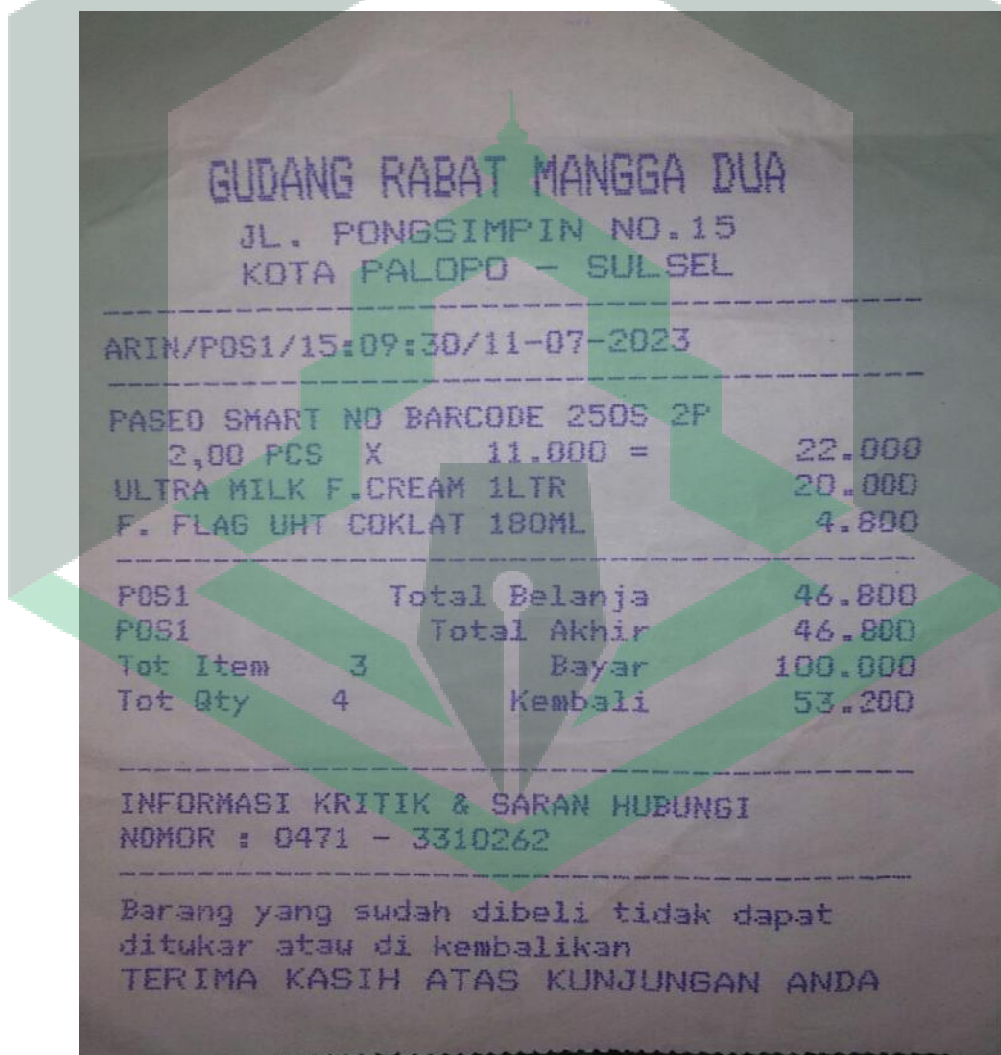 GUDANG RABAT MANGGA DUA
JL. PONGSIMPIN NO.15
KOTA PALOPO - SULSEL
ARIN/POS1/15:09:30/11-07-2023
PASEO SMART NO BARCODE 250S 2P
2,00 PCS X 11.000 = 22.000
ULTRA MILK F.CREAM 1LTR 20.000
F. FLAG UHT COKLAT 180ML 4.800
POS1 Total Belanja 46.800
POS1 Total Akhir 46.800
Tot Item 3 Bayar 100.000
Tot Qty 4 Kembali 53.200
INFORMASI KRITIK & SARAN HUBUNGI
NOMOR : 0471 - 3310262
Barang yang sudah dibeli tidak dapat
ditukar atau di kembalikan
TERIMA KASIH ATAS KUNJUNGAN ANDA